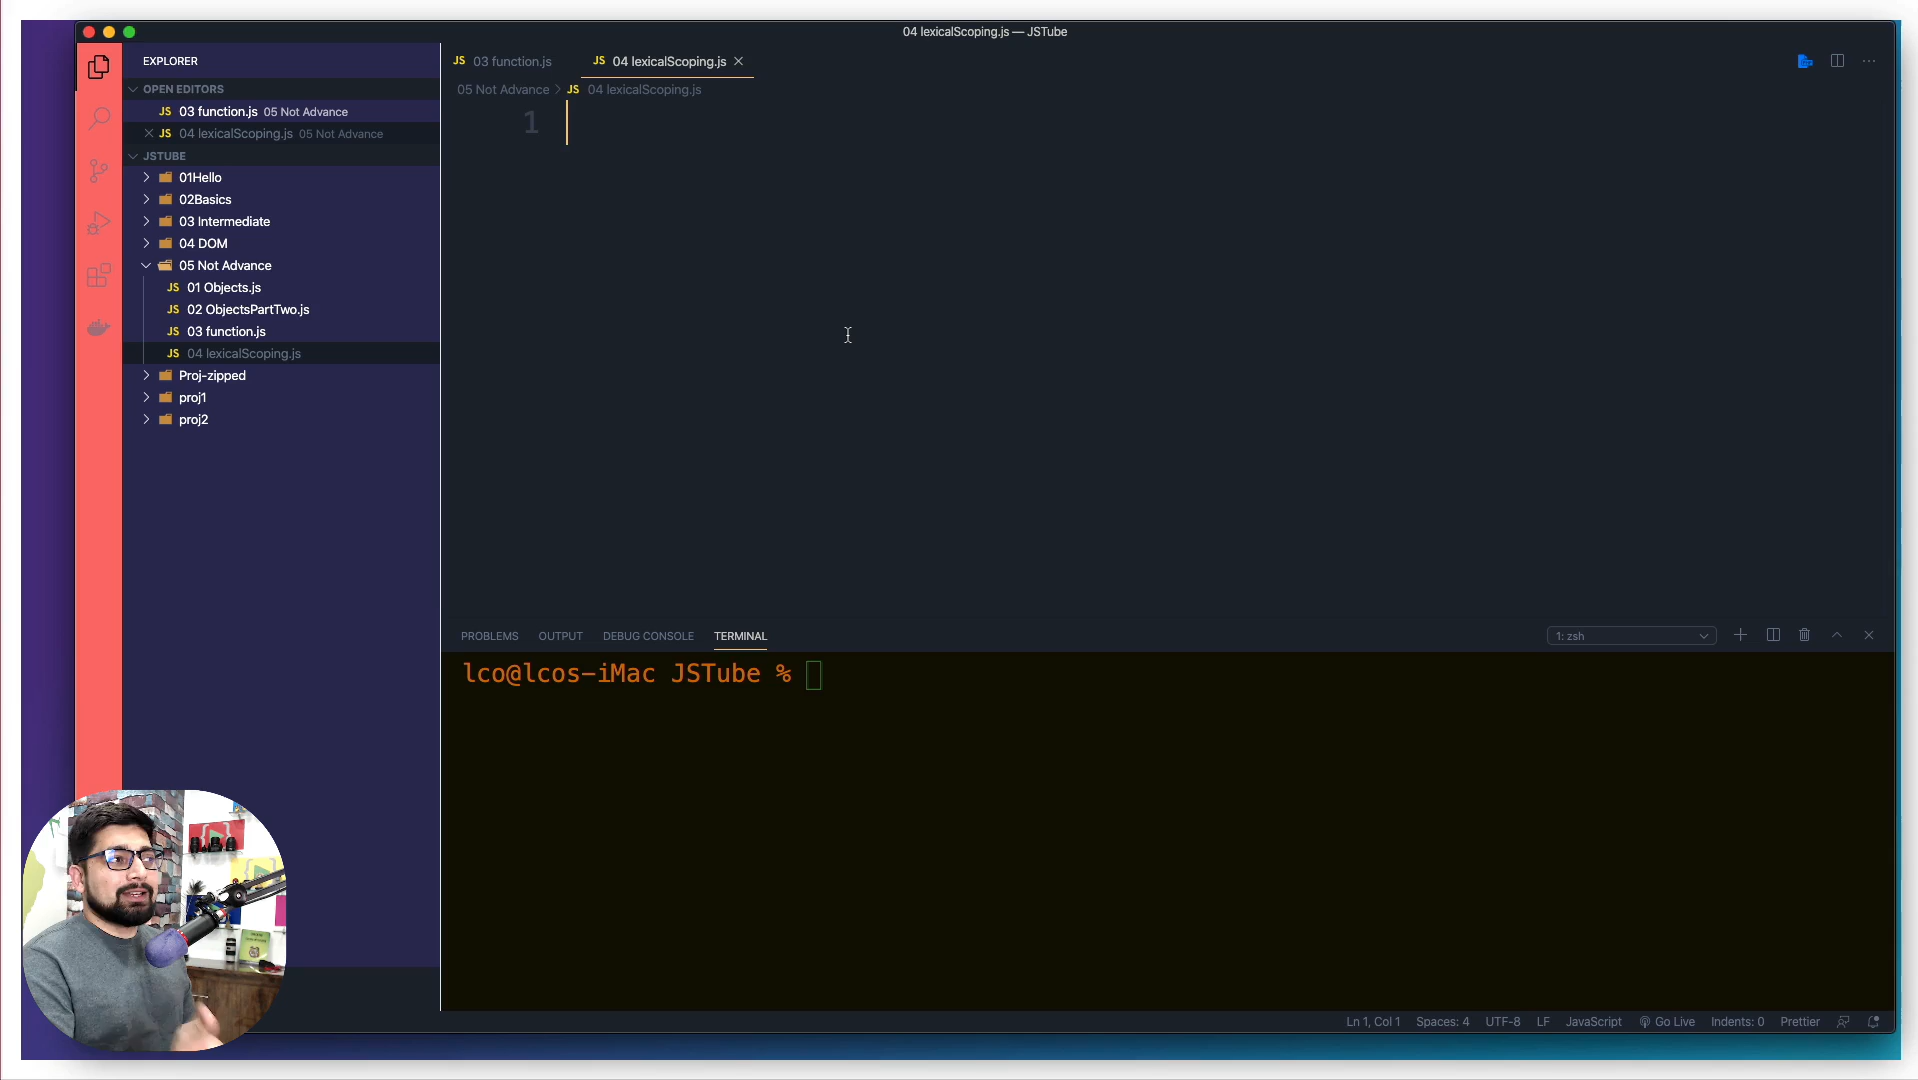 04 lexicalScoping.js — JSTube
EXPLORER
OPEN EDITORS
JS 03 function.js 05 Not Advance
JS 04 lexicalScoping.js 05 Not Advance
JSTUBE
01Hello
02Basics
03 Intermediate
04 DOM
05 Not Advance
JS 01 Objects.js
JS 02 ObjectsPartTwo.js
JS 03 function.js
JS 04 lexicalScoping.js
Proj-zipped
proj1
proj2
JS 03 function.js
JS 04 lexicalScoping.js
05 Not Advance > JS 04 lexicalScoping.js
1
PROBLEMS OUTPUT DEBUG CONSOLE TERMINAL
1: zsh
lco@lcos-iMac JSTube %
Ln 1, Col 1 Spaces: 4 UTF-8 LF JavaScript Go Live Indents: 0 Prettier